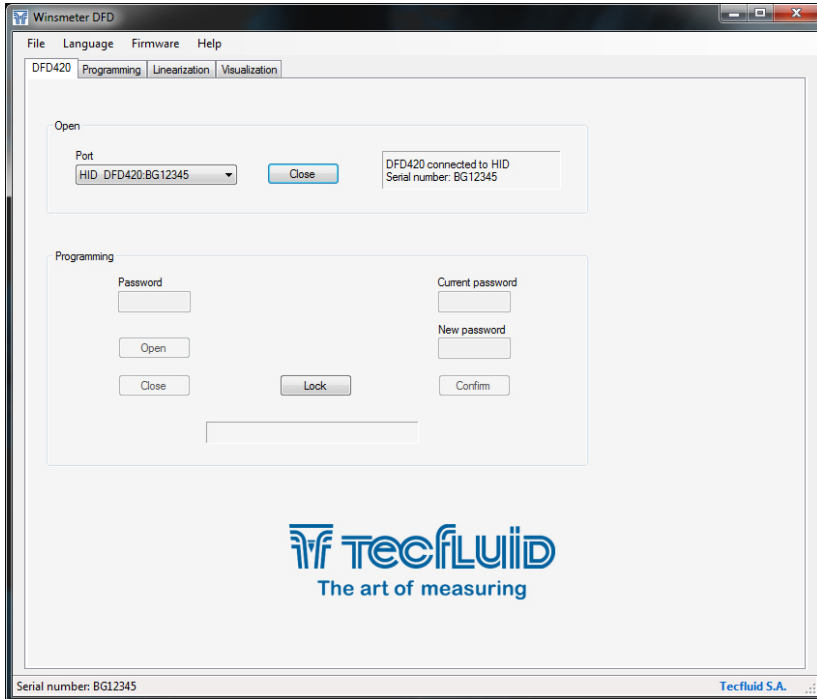 Winsmeter DFD
File Language Firmware Help
DFD420 Programming Linearization Visualization
Open
Port
HID DFD420:BG12345
Close
DFD420 connected to HID
Serial number: BG12345
Programming
Password
Current password
New password
Open
Close
Lock
Confirm
TECFLUID
The art of measuring
Serial number: BG12345
Tecfluid S.A.